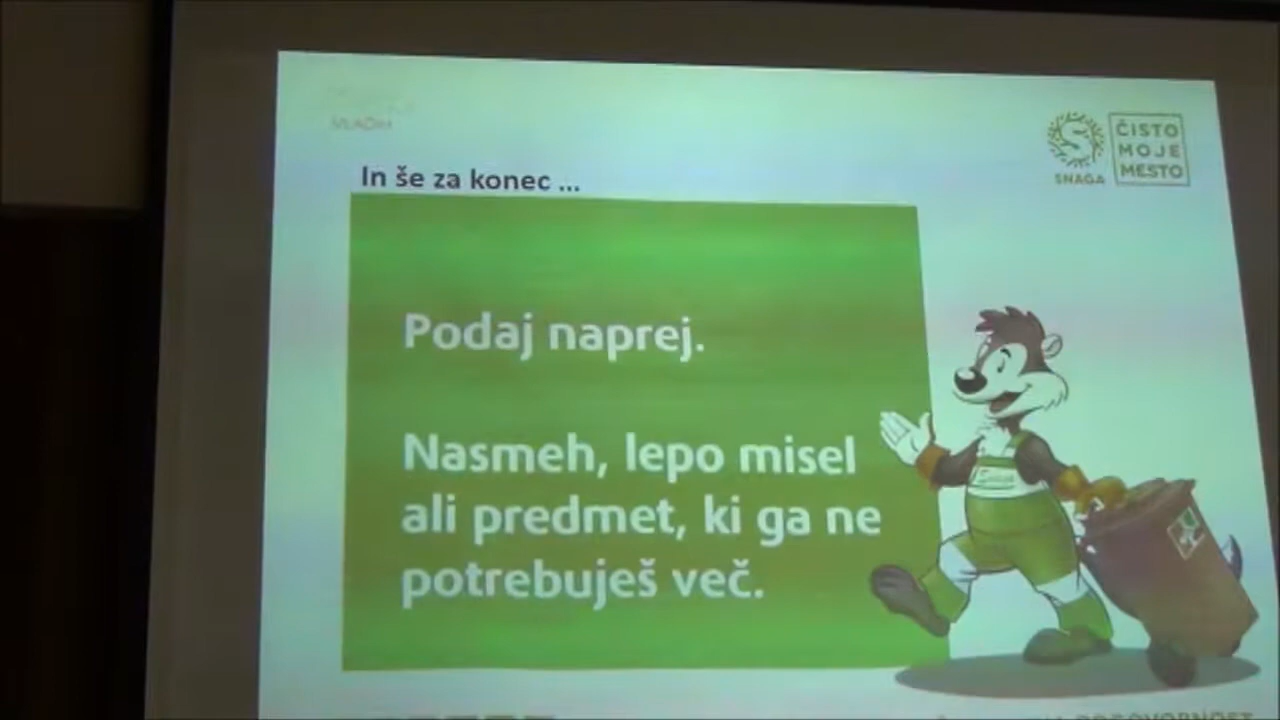 MLADIM
In še za konec ...
SNAGA
ČISTO
MOJE
MESTO
Podaj naprej.
Nasmeh, lepo misel
ali predmet, ki ga ne
potrebuješ več.